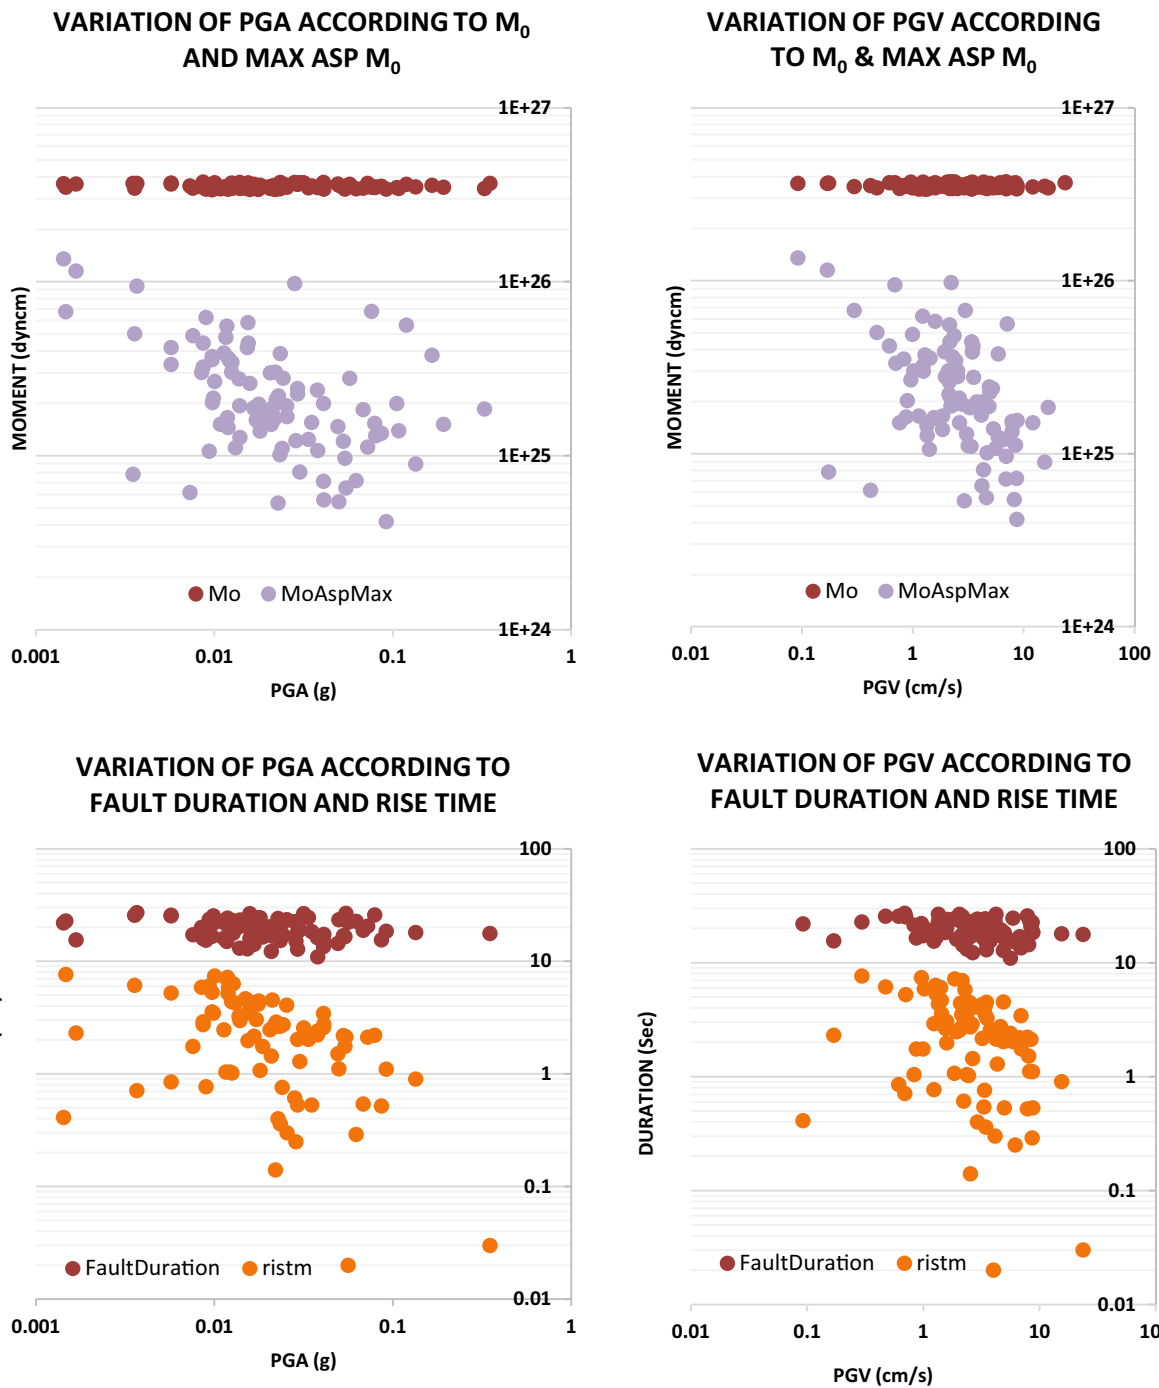 VARIATION OF PGA ACCORDING TO M₀
AND MAX ASP M₀
1E+27
1E+26
1E+25
1E+24
MOMENT (dyncm)
Mo MoAspMax
0.001 0.01 0.1 1
PGA (g)
VARIATION OF PGV ACCORDING
TO M₀ & MAX ASP M₀
1E+27
1E+26
1E+25
1E+24
MOMENT (dyncm)
Mo MoAspMax
0.01 0.1 1 10 100
PGV (cm/s)
VARIATION OF PGA ACCORDING TO
FAULT DURATION AND RISE TIME
100
10
1
0.1
0.01
FaultDuration ristm
0.001 0.01 0.1 1
PGA (g)
VARIATION OF PGV ACCORDING TO
FAULT DURATION AND RISE TIME
100
10
1
0.1
0.01
DURATION (Sec)
FaultDuration ristm
0.01 0.1 1 10
PGV (cm/s)